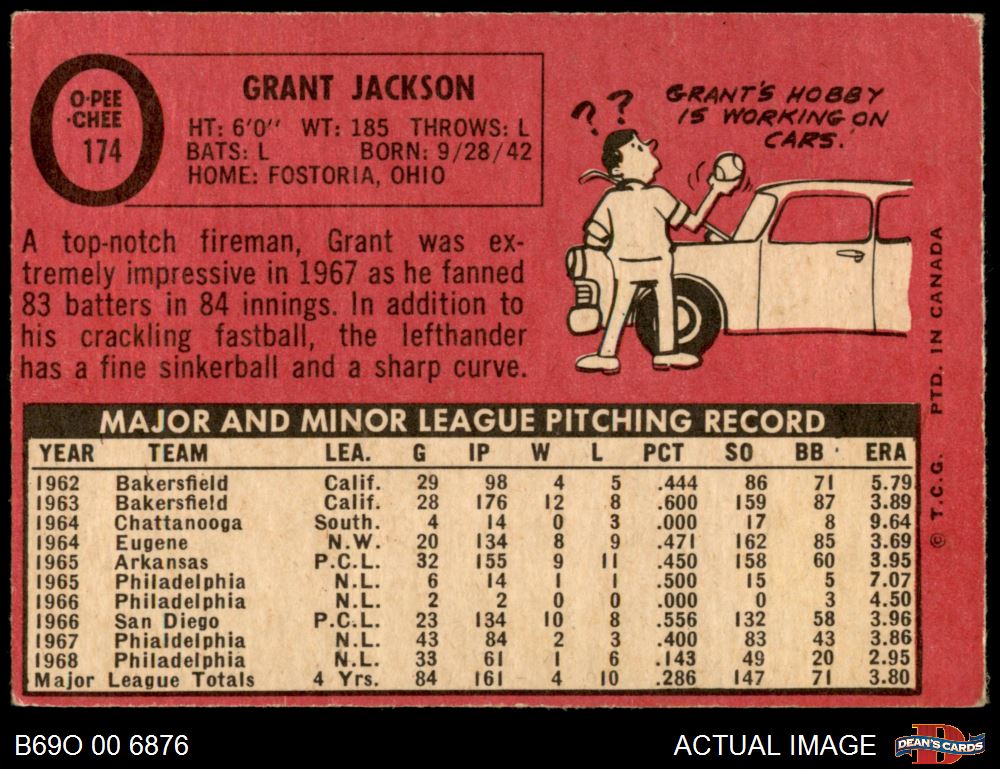 O-PEE
-CHEE
174
GRANT JACKSON
HT: 6'0" WT: 185 THROWS: L
BATS: L BORN: 9/28/42
HOME: FOSTORIA, OHIO
??
GRANT'S HOBBY
IS WORKING ON
CARS.
A top-notch fireman, Grant was ex-
tremely impressive in 1967 as he fanned
83 batters in 84 innings. In addition to
his crackling fastball, the lefthander
has a fine sinkerball and a sharp curve.
MAJOR AND MINOR LEAGUE PITCHING RECORD
YEAR TEAM LEA. G IP W L PCT SO BB ERA
1962 Bakersfield Calif. 29 98 4 5 .444 86 71 5.79
1963 Bakersfield Calif. 28 176 12 8 .600 159 87 3.89
1964 Chattanooga South. 4 14 0 3 .000 17 8 9.64
1964 Eugene N.W. 20 134 8 9 .471 162 85 3.69
1965 Arkansas P.C.L. 32 155 9 11 .450 158 60 3.95
1965 Philadelphia N.L. 6 14 1 1 .500 15 5 7.07
1966 Philadelphia N.L. 2 2 0 0 .000 0 3 4.50
1966 San Diego P.C.L. 23 134 10 8 .556 132 58 3.96
1967 Phialdelphia N.L. 43 84 2 3 .400 83 43 3.86
1968 Philadelphia N.L. 33 61 1 6 .143 49 20 2.95
Major League Totals 4 Yrs. 84 161 4 10 .286 147 71 3.80
© T.C.G. PTD. IN CANADA
B69O 00 6876
ACTUAL IMAGE
D
DEAN'S CARDS